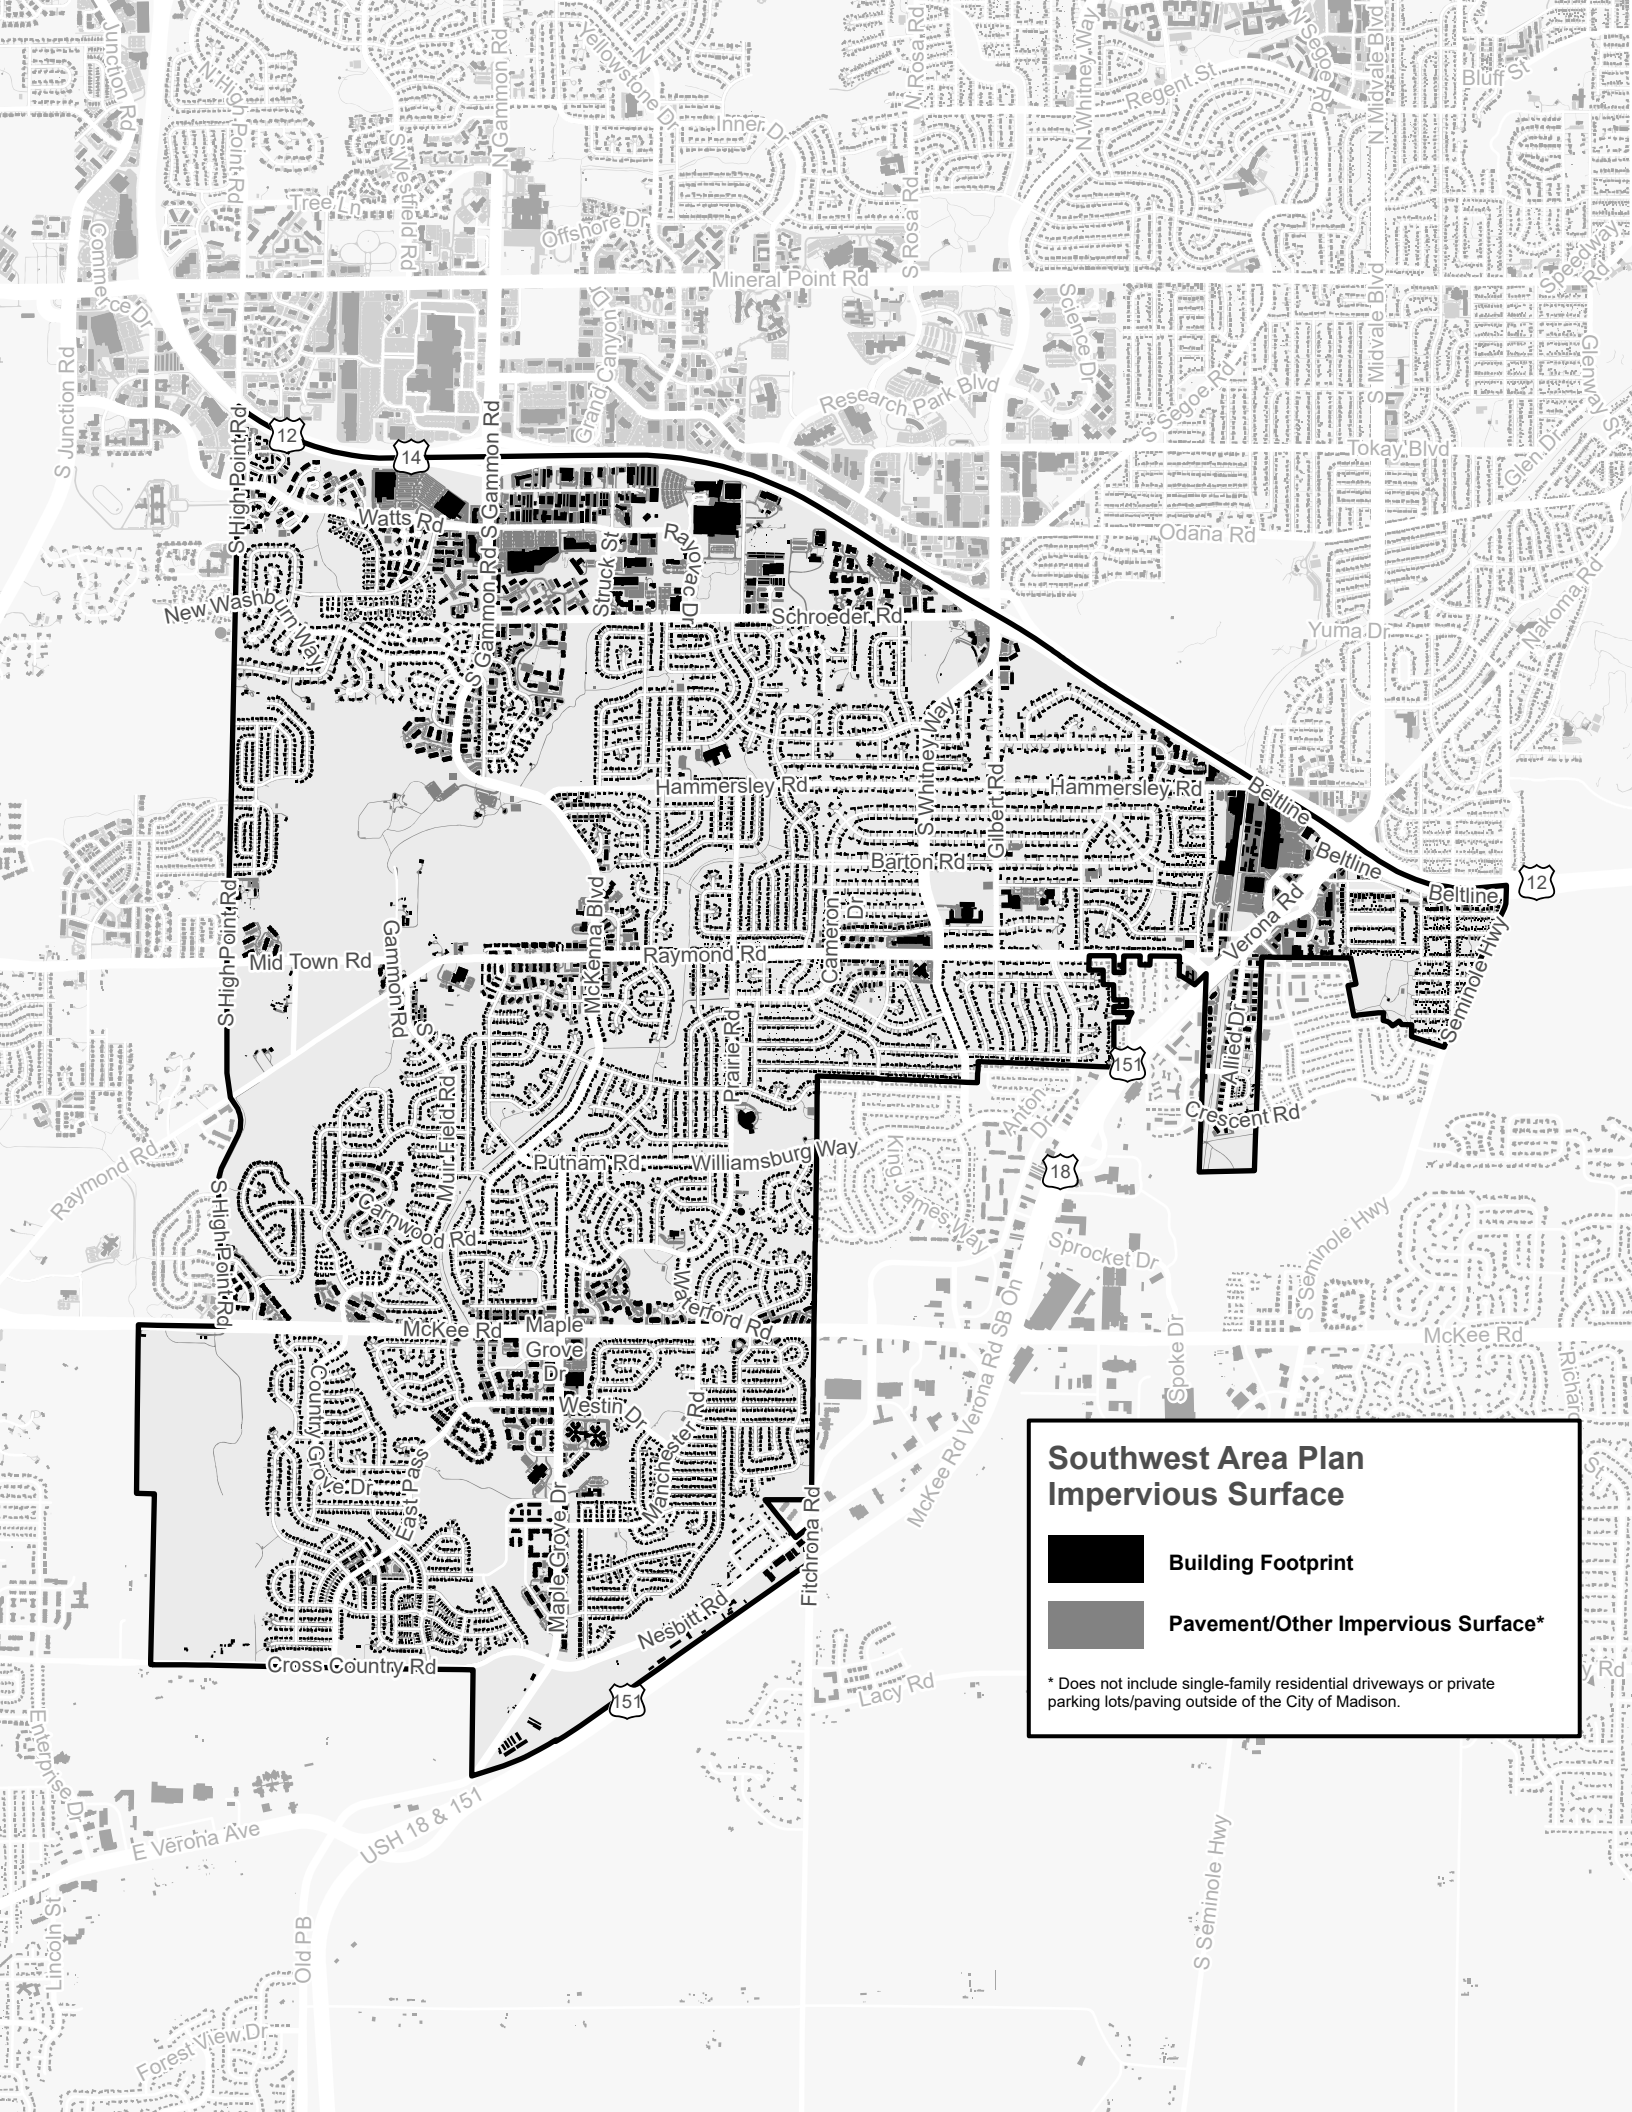 Junction Rd
N High Point Rd
S Westfield Rd
N Gammon Rd
N
Yellowstone Dr
Inner Dr
N Rosa Rd
N Whitney Way
Regent St
N Segoe Rd
N Midvale Blvd
Bluff St
Tree Ln
Offshore Dr
S Rosa Rd
Commerce Dr
Mineral Point Rd
Speedway
Rd
S Junction Rd
Grand Canyon Dr
Research Park Blvd
Science Dr
S Segoe Rd
S Midvale Blvd
Glenway S
Tokay Blvd
Glen Dr
12
14
S High Point Rd
S Gammon Rd
Watts Rd
Odana Rd
Struck St
Rayovac Dr
New Washburn Way
S Gammon Rd
Schroeder Rd
Yuma Dr
Nakoma Rd
S Whitney Way
Hammersley Rd
Gilbert Rd
Hammersley Rd
Beltline
Barton Rd
Beltline
Beltline
12
S High Point Rd
McKenna Blvd
Cameron
Dr
Verona Rd
Mid Town Rd
Gammon Rd
S
Raymond Rd
Seminole Hwy
Prairie Rd
151
Allied Dr
Muir Field Rd
Anton
Dr
Crescent Rd
Raymond Rd
Putnam Rd
Williamsburg Way
King James Way
18
S High Point Rd
Carnwood Rd
Sprocket Dr
S Seminole Hwy
Waterford Rd
McKee Rd
Maple
Grove
Dr
McKee Rd Verona Rd SB On
Spoke Dr
McKee Rd
Richard
St
Country Grove Dr
Westin Dr
Manchester Rd
East Pass
Maple Grove Dr
Fitchrona Rd
Nesbitt Rd
Cross Country Rd
151
Lacy Rd
y Rd
Southwest Area Plan
Impervious Surface
Building Footprint
Pavement/Other Impervious Surface*
* Does not include single-family residential driveways or private
parking lots/paving outside of the City of Madison.
Enterprise Dr
E Verona Ave
USH 18 & 151
Lincoln St
Old PB
S Seminole Hwy
Forest View Dr